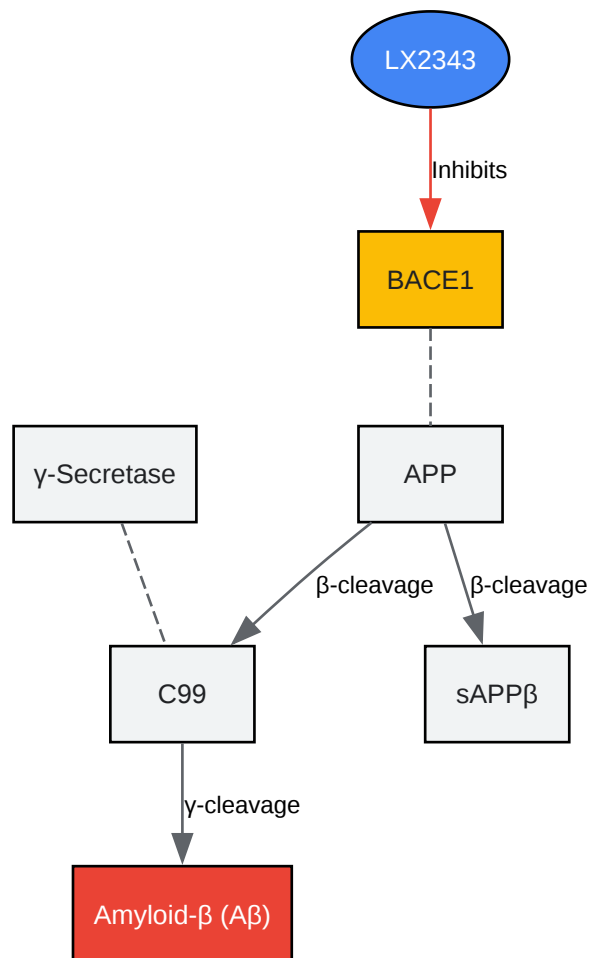 LX2343
Inhibits
BACE1
γ-Secretase
APP
β-cleavage
β-cleavage
C99
sAPPβ
γ-cleavage
Amyloid-β (Aβ)